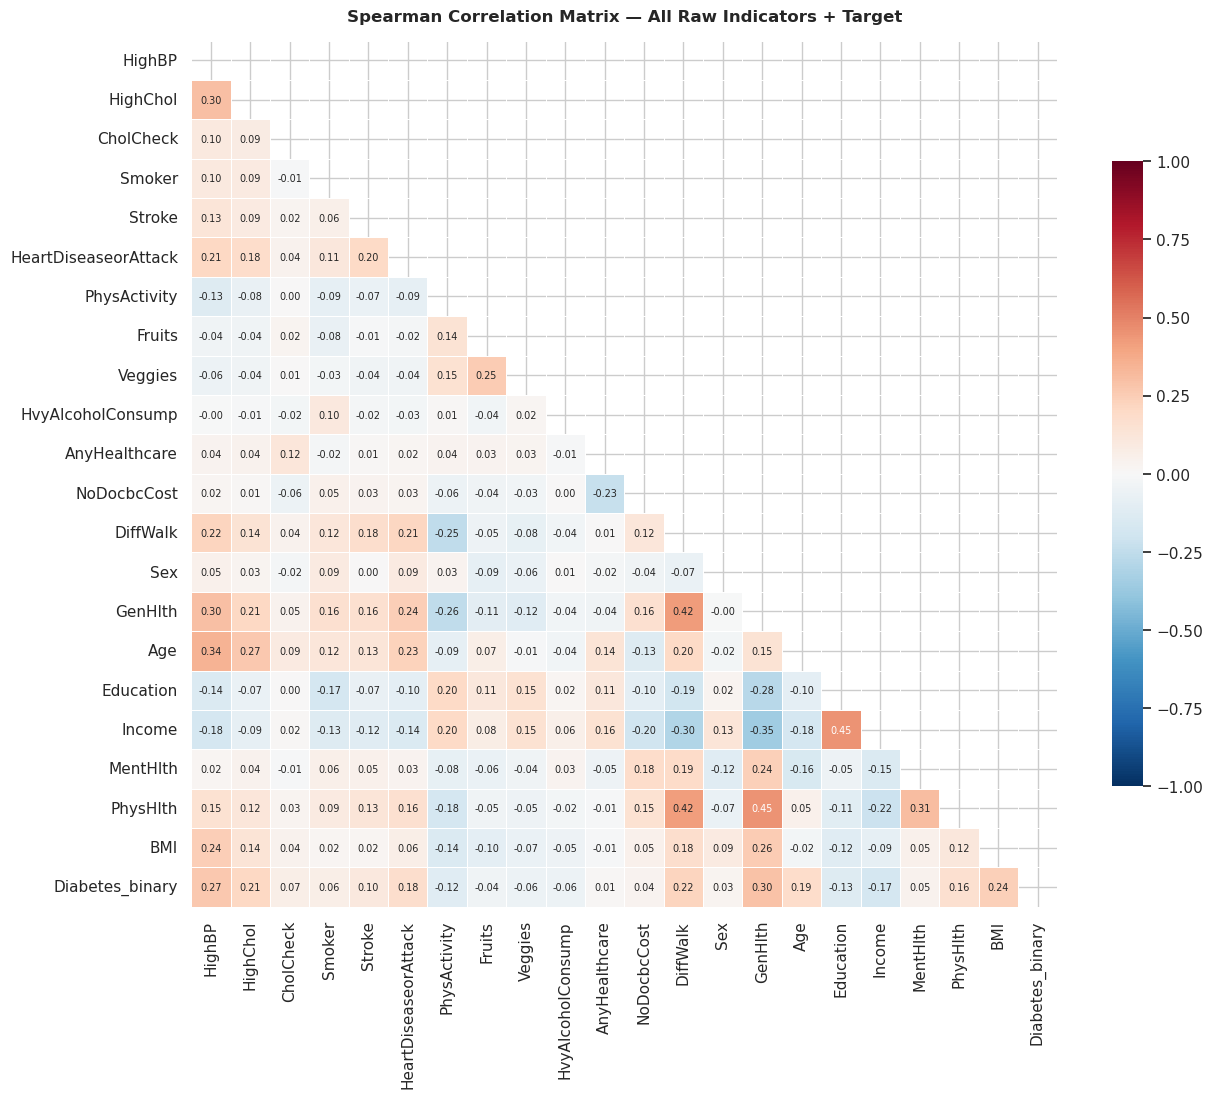 Spearman Correlation Matrix — All Raw Indicators + Target
HighBP
HighChol 0.30
CholCheck 0.10 0.09
Smoker 0.10 0.09 -0.01
Stroke 0.13 0.09 0.02 0.06
HeartDiseaseorAttack 0.21 0.18 0.04 0.11 0.20
PhysActivity -0.13 -0.08 0.00 -0.09 -0.07 -0.09
Fruits -0.04 -0.04 0.02 -0.08 -0.01 -0.02 0.14
Veggies -0.06 -0.04 0.01 -0.03 -0.04 -0.04 0.15 0.25
HvyAlcoholConsump -0.00 -0.01 -0.02 0.10 -0.02 -0.03 0.01 -0.04 0.02
AnyHealthcare 0.04 0.04 0.12 -0.02 0.01 0.02 0.04 0.03 0.03 -0.01
NoDocbcCost 0.02 0.01 -0.06 0.05 0.03 0.03 -0.06 -0.04 -0.03 0.00 -0.23
DiffWalk 0.22 0.14 0.04 0.12 0.18 0.21 -0.25 -0.05 -0.08 -0.04 0.01 0.12
Sex 0.05 0.03 -0.02 0.09 0.00 0.09 0.03 -0.09 -0.06 0.01 -0.02 -0.04 -0.07
GenHlth 0.30 0.21 0.05 0.16 0.16 0.24 -0.26 -0.11 -0.12 -0.04 -0.04 0.16 0.42 -0.00
Age 0.34 0.27 0.09 0.12 0.13 0.23 -0.09 0.07 -0.01 -0.04 0.14 -0.13 0.20 -0.02 0.15
Education -0.14 -0.07 0.00 -0.17 -0.07 -0.10 0.20 0.11 0.15 0.02 0.11 -0.10 -0.19 0.02 -0.28 -0.10
Income -0.18 -0.09 0.02 -0.13 -0.12 -0.14 0.20 0.08 0.15 0.06 0.16 -0.20 -0.30 0.13 -0.35 -0.18 0.45
MentHlth 0.02 0.04 -0.01 0.06 0.05 0.03 -0.08 -0.06 -0.04 0.03 -0.05 0.18 0.19 -0.12 0.24 -0.16 -0.05 -0.15
PhysHlth 0.15 0.12 0.03 0.09 0.13 0.16 -0.18 -0.05 -0.05 -0.02 -0.01 0.15 0.42 -0.07 0.45 0.05 -0.11 -0.22 0.31
BMI 0.24 0.14 0.04 0.02 0.02 0.06 -0.14 -0.10 -0.07 -0.05 -0.01 0.05 0.18 0.09 0.26 -0.02 -0.12 -0.09 0.05 0.12
Diabetes_binary 0.27 0.21 0.07 0.06 0.10 0.18 -0.12 -0.04 -0.06 -0.06 0.01 0.04 0.22 0.03 0.30 0.19 -0.13 -0.17 0.05 0.16 0.24
HighBP
HighChol
CholCheck
Smoker
Stroke
HeartDiseaseorAttack
PhysActivity
Fruits
Veggies
HvyAlcoholConsump
AnyHealthcare
NoDocbcCost
DiffWalk
Sex
GenHlth
Age
Education
Income
MentHlth
PhysHlth
BMI
Diabetes_binary
1.00
0.75
0.50
0.25
0.00
−0.25
−0.50
−0.75
−1.00